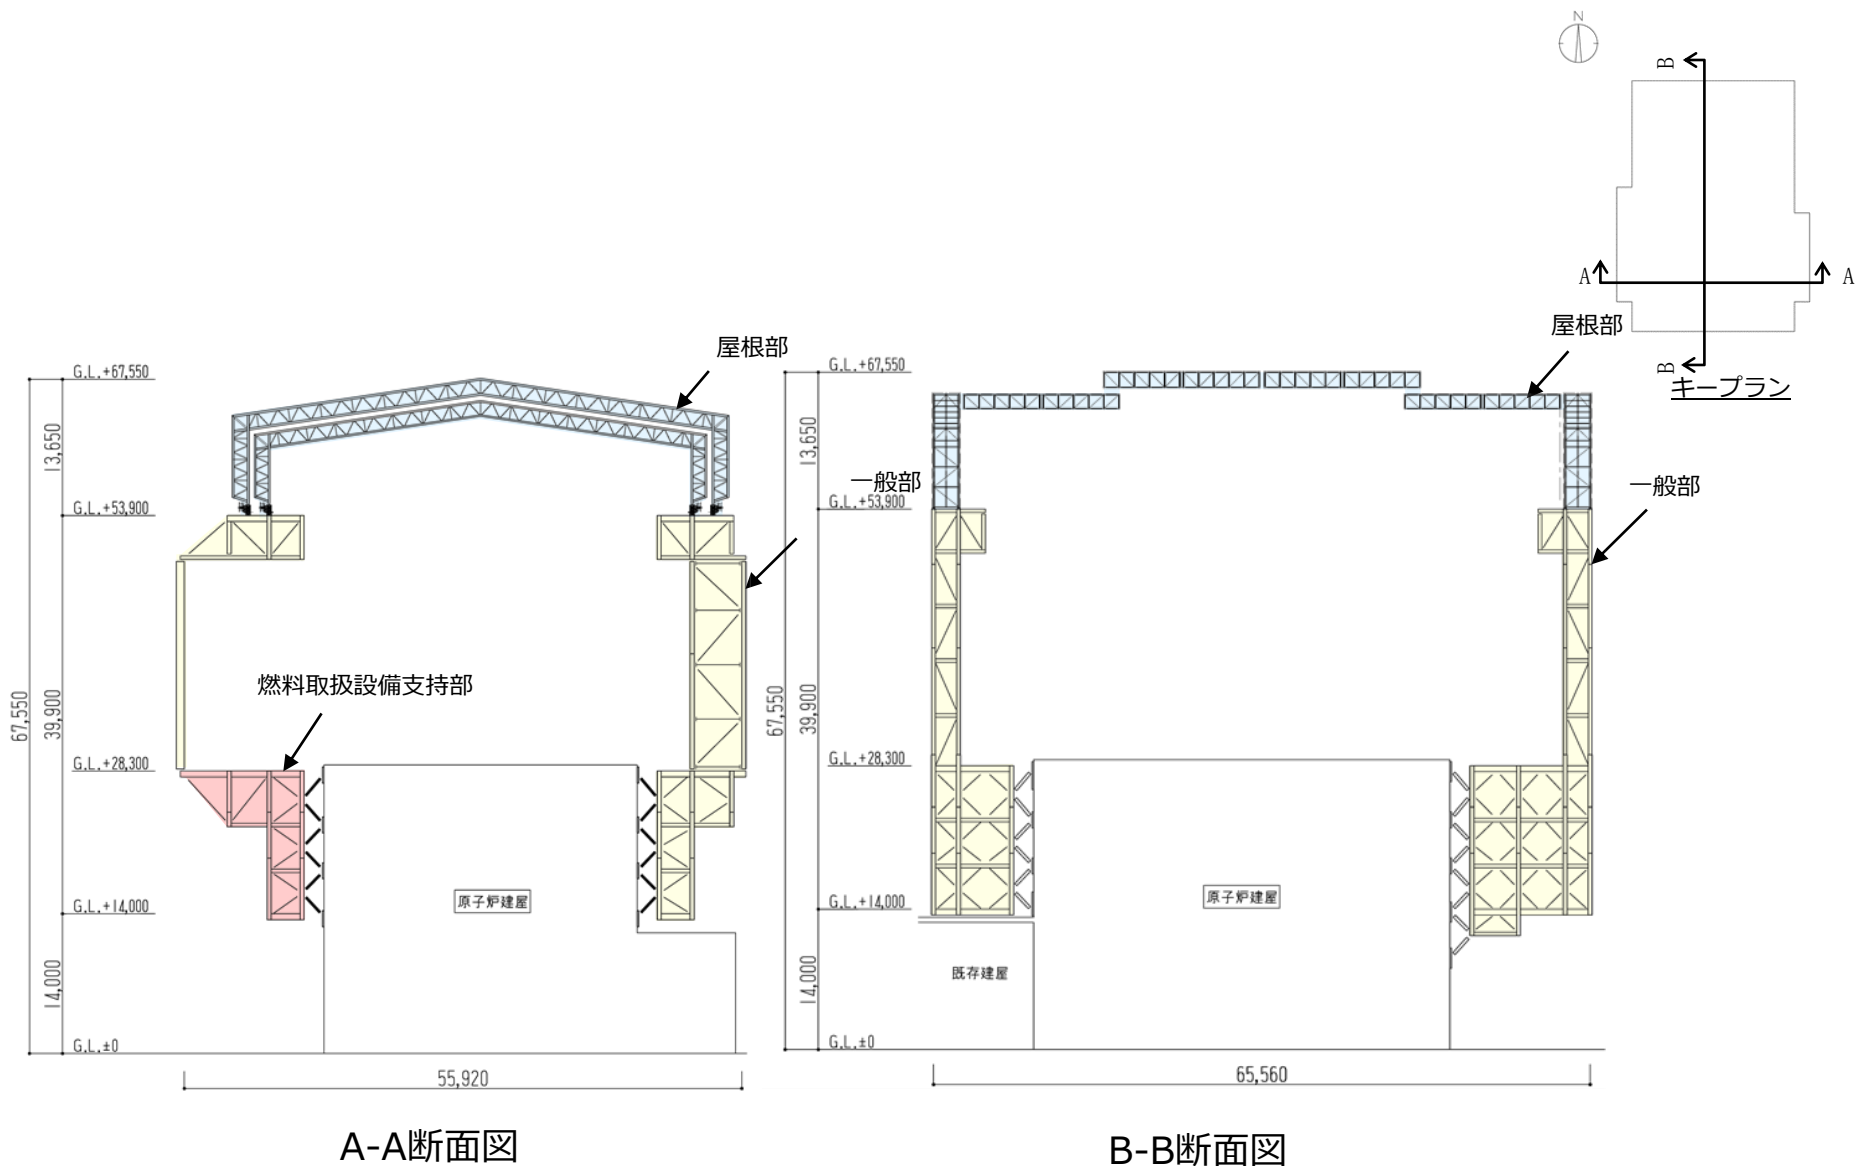 N
B
A
A
B
キープラン
屋根部
G.L.+67,550
13,650
G.L.+53,900
一般部
燃料取扱設備支持部
67,550
39,900
G.L.+28,300
原子炉建屋
G.L.+14,000
14,000
G.L.±0
55,920
A-A断面図
屋根部
G.L.+67,550
13,650
G.L.+53,900
一般部
67,550
39,900
G.L.+28,300
原子炉建屋
G.L.+14,000
既存建屋
14,000
G.L.±0
65,560
B-B断面図